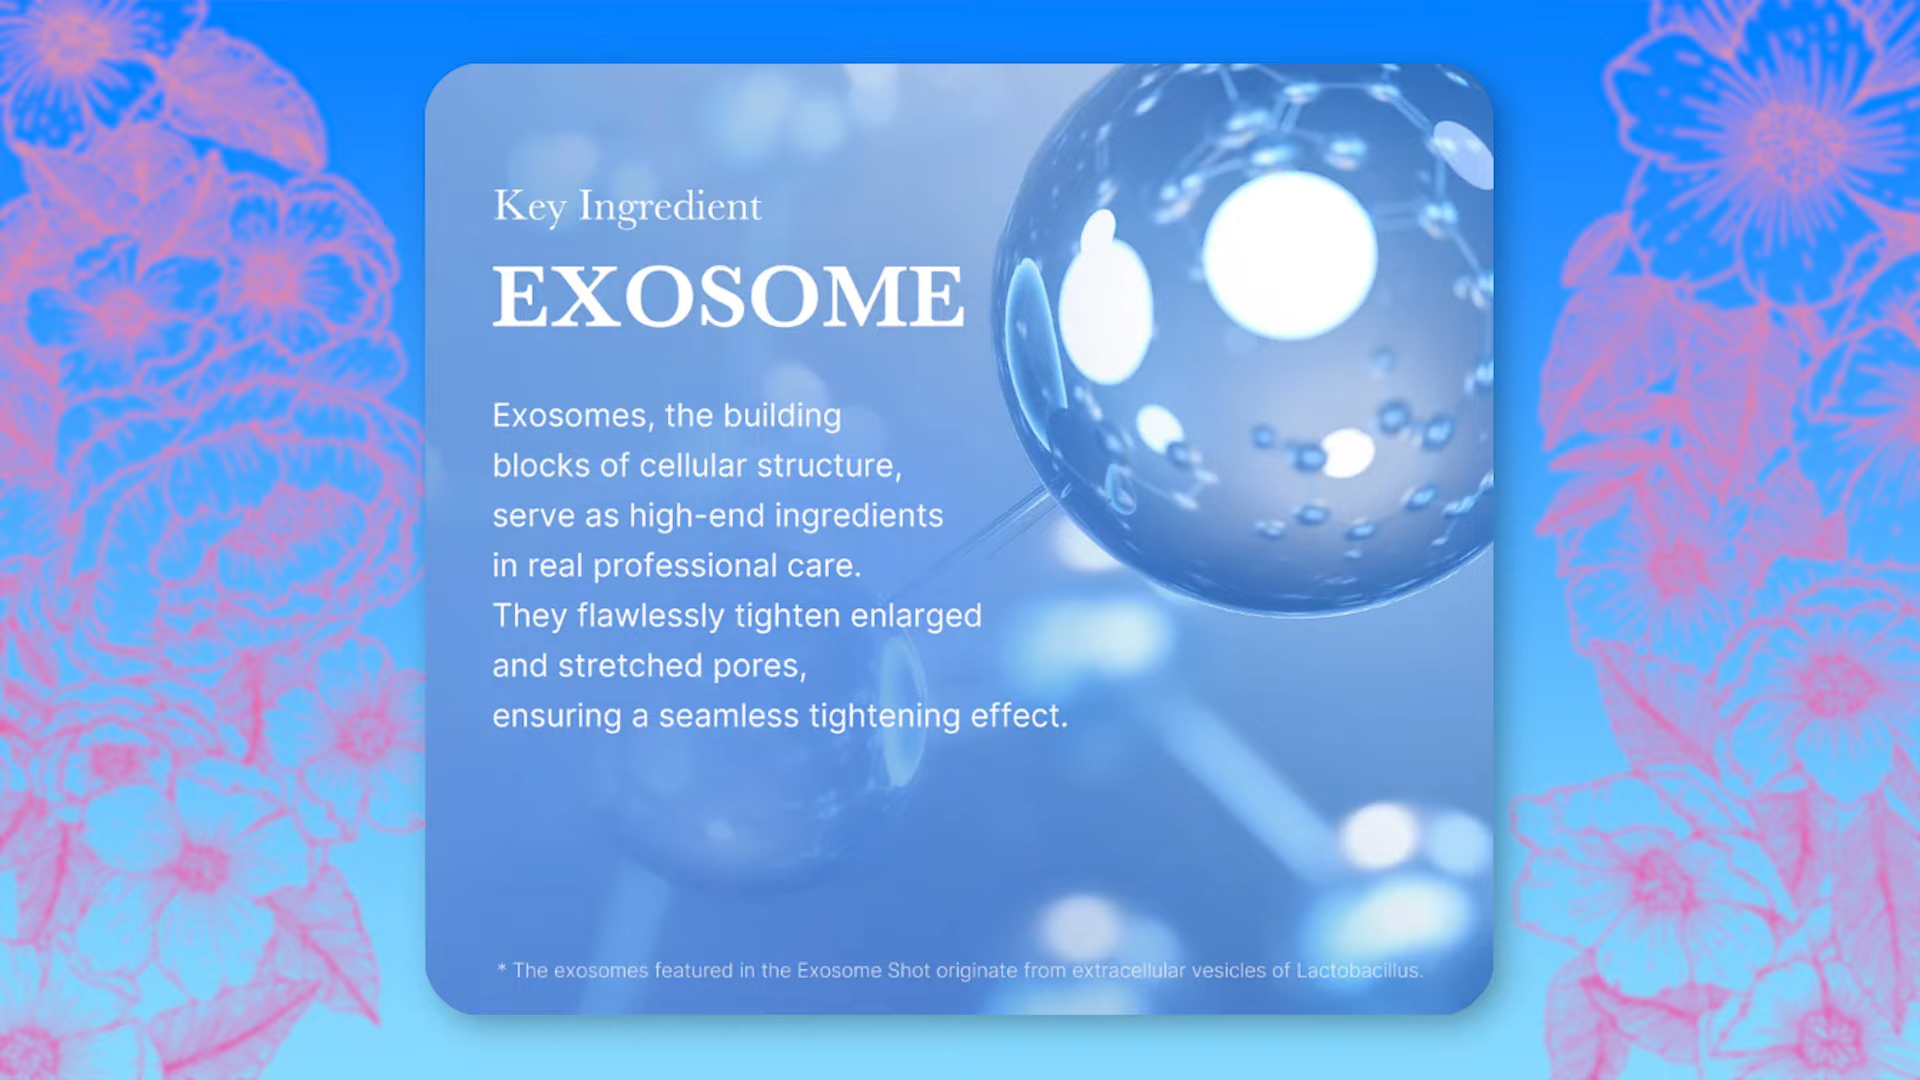 Key Ingredient
EXOSOME
Exosomes, the building
blocks of cellular structure,
serve as high-end ingredients
in real professional care.
They flawlessly tighten enlarged
and stretched pores,
ensuring a seamless tightening effect.
* The exosomes featured in the Exosome Shot originate from extracellular vesicles of Lactobacillus.